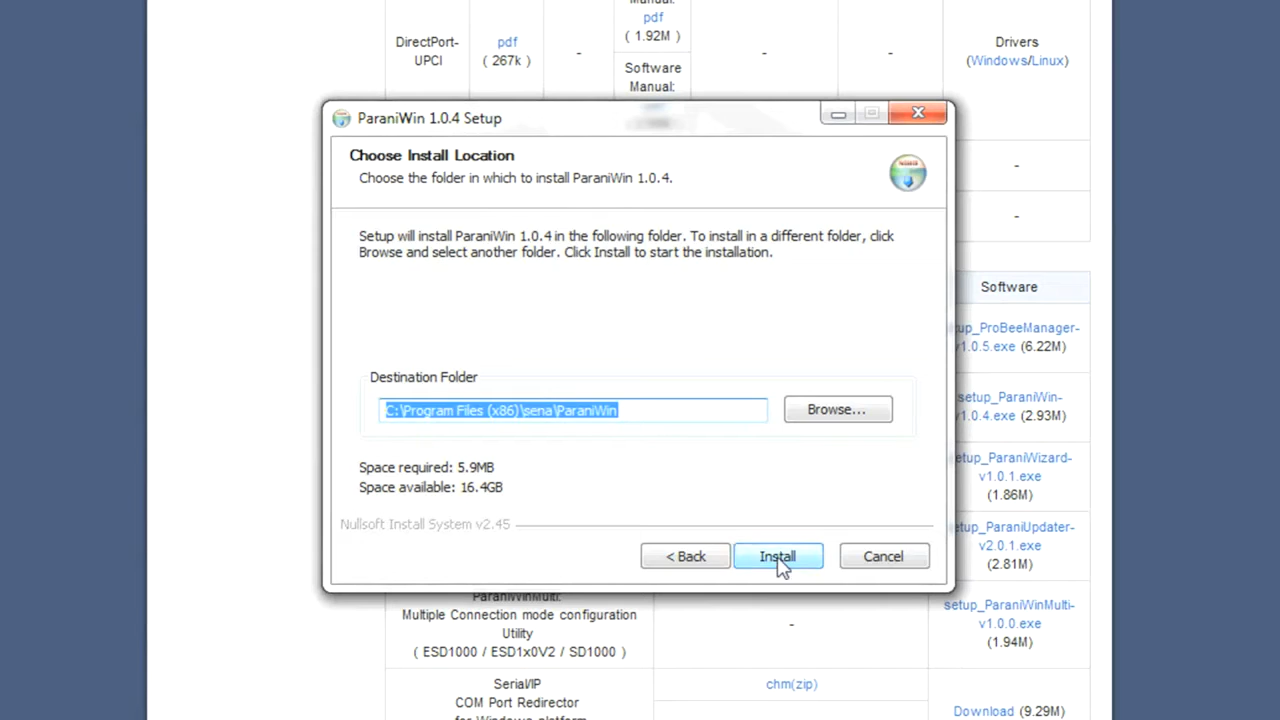 Manual:
pdf
( 1.92M )
DirectPort-
UPCI
pdf
( 267k )
-
-
-
Drivers
(Windows/Linux)
Software
Manual:
ParaniWin 1.0.4 Setup
Choose Install Location
Choose the folder in which to install ParaniWin 1.0.4.
Setup will install ParaniWin 1.0.4 in the following folder. To install in a different folder, click
Browse and select another folder. Click Install to start the installation.
Destination Folder
C:\Program Files (x86)\sena\ParaniWin
Browse...
Space required: 5.9MB
Space available: 16.4GB
Nullsoft Install System v2.45
< Back
Install
Cancel
-
-
Software
up_ProBeeManager-
v1.0.5.exe (6.22M)
setup_ParaniWin-
v1.0.4.exe (2.93M)
etup_ParaniWizard-
v1.0.1.exe
(1.86M)
etup_ParaniUpdater-
v2.0.1.exe
(2.81M)
ParaniWinMulti:
Multiple Connection mode configuration
Utility
( ESD1000 / ESD1x0V2 / SD1000 )
-
setup_ParaniWinMulti-
v1.0.0.exe
(1.94M)
Serial/IP
COM Port Redirector
for Windows platform
chm(zip)
Download (9.29M)